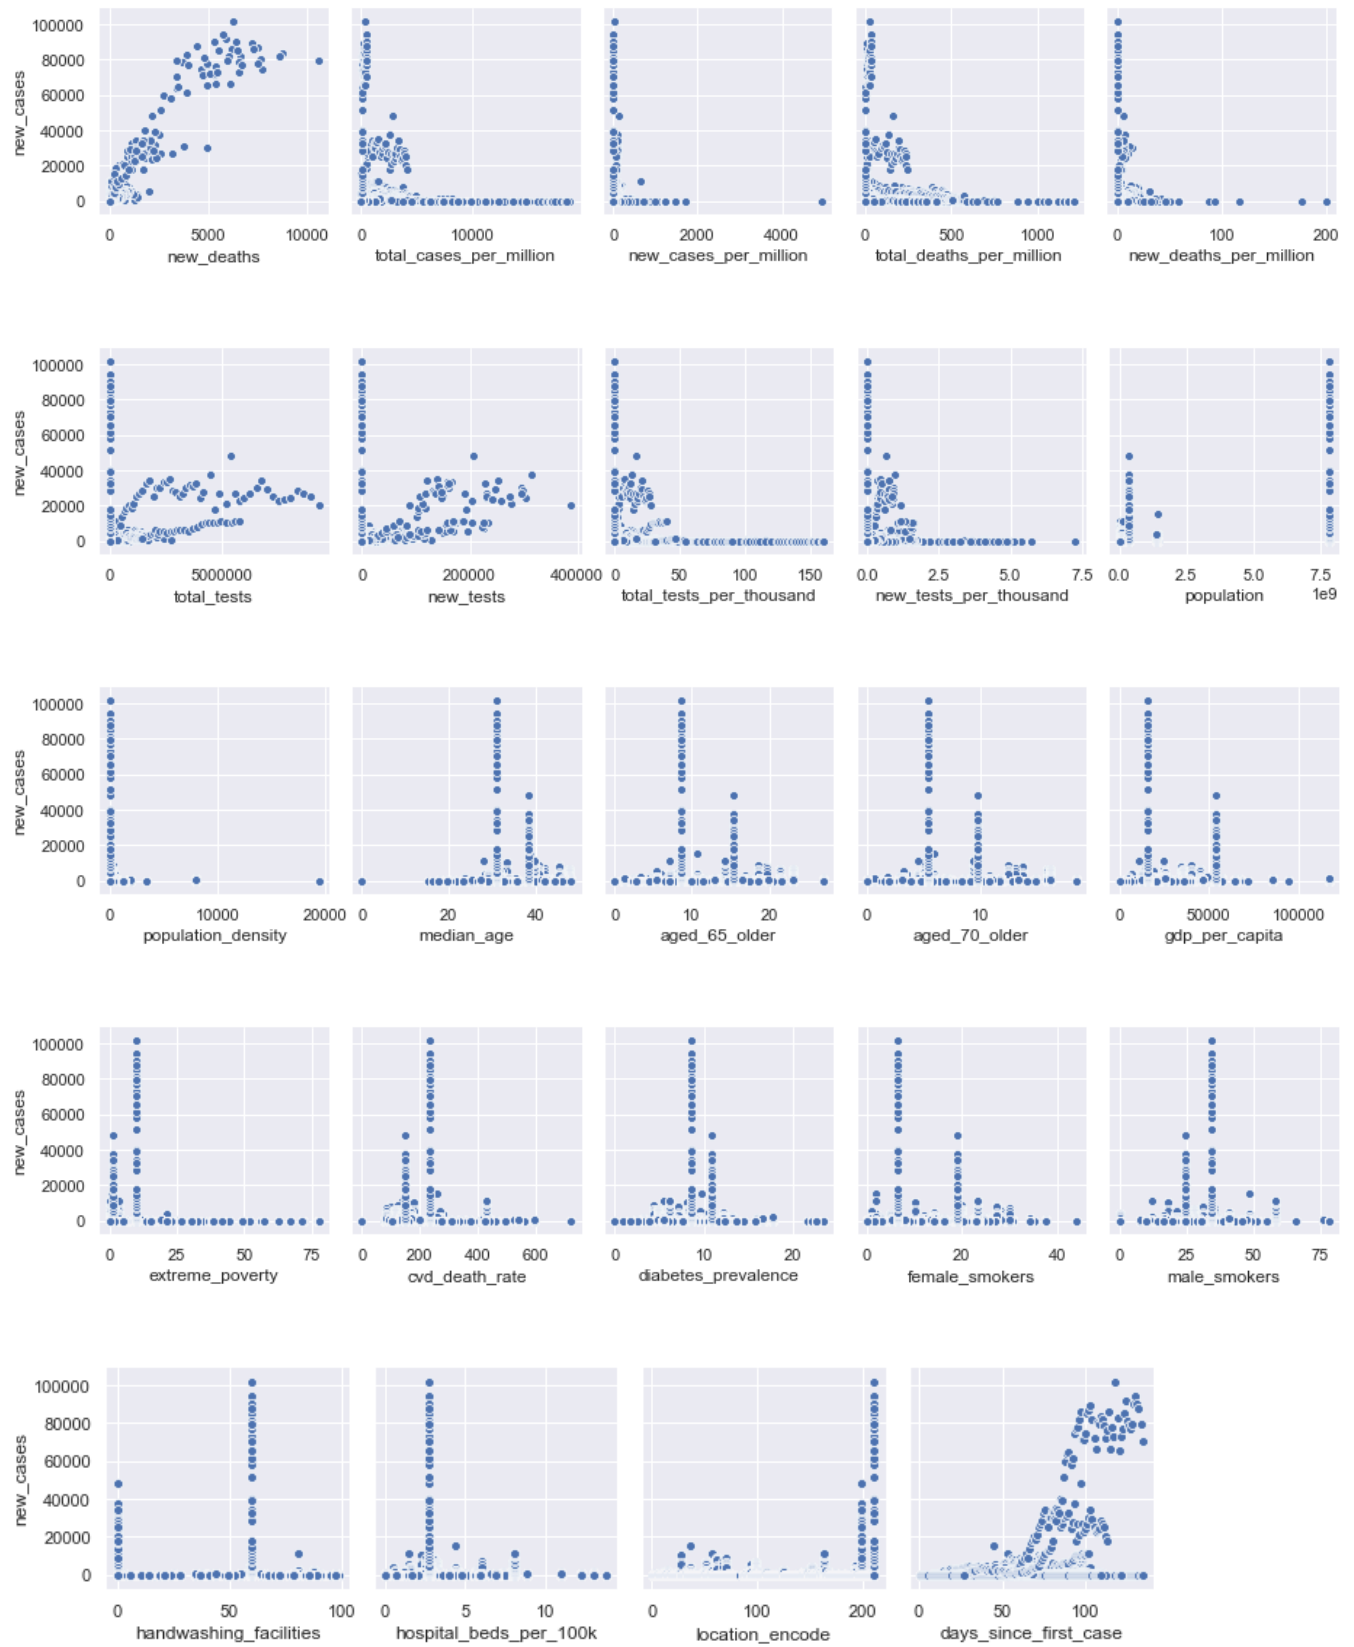 100000
80000
60000
new_cases
40000
20000
0
0 5000 10000 0 10000 0 2000 4000 0 500 1000 0 100 200
new_deaths total_cases_per_million new_cases_per_million total_deaths_per_million new_deaths_per_million
100000
80000
60000
new_cases
40000
20000
0
0 5000000 0 200000 400000 0 50 100 150 0.0 2.5 5.0 7.5 0.0 2.5 5.0 7.5
total_tests new_tests total_tests_per_thousand new_tests_per_thousand population 1e9
100000
80000
60000
new_cases
40000
20000
0
0 10000 20000 0 20 40 0 10 20 0 10 0 50000 100000
population_density median_age aged_65_older aged_70_older gdp_per_capita
100000
80000
60000
new_cases
40000
20000
0
0 25 50 75 0 200 400 600 0 10 20 0 20 40 0 25 50 75
extreme_poverty cvd_death_rate diabetes_prevalence female_smokers male_smokers
100000
80000
60000
new_cases
40000
20000
0
0 50 100 0 5 10 0 100 200 0 100
handwashing_facilities hospital_beds_per_100k location_encode days_since_first_case